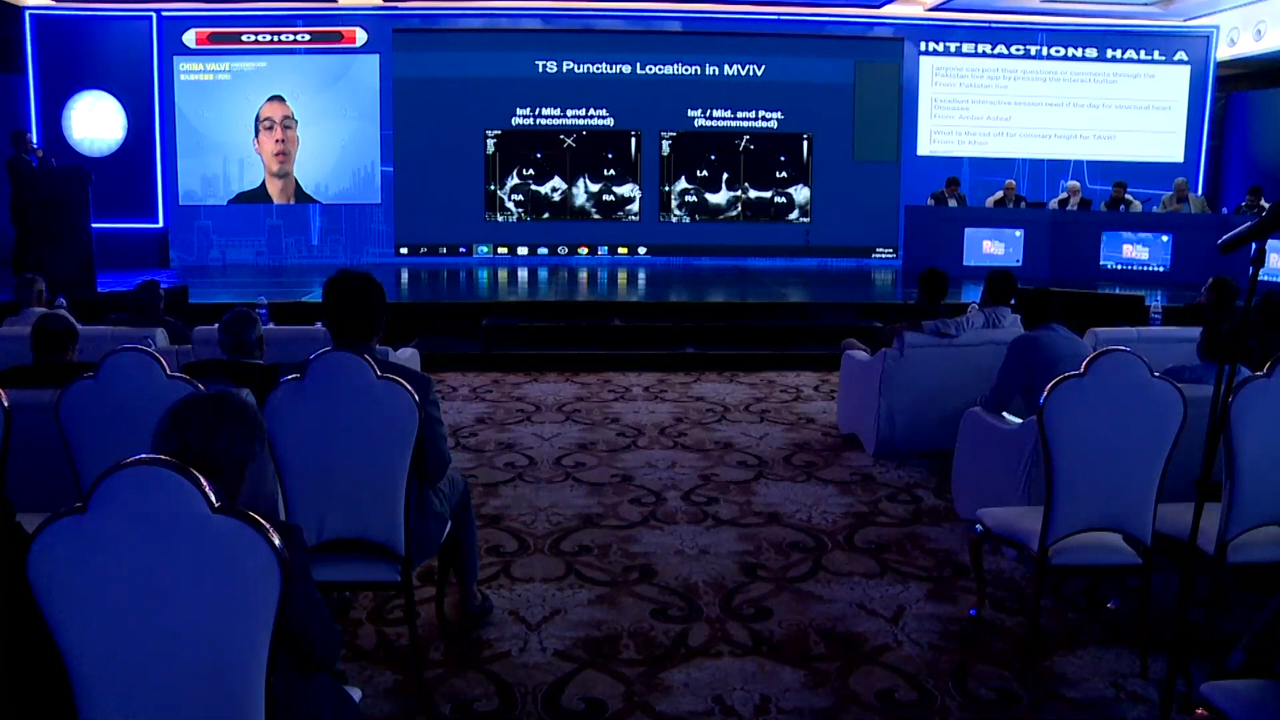 00:00
CHINA VALVE
TS Puncture Location in MVIV
Inf. / Mid. and Ant.
(Not recommended)
Inf. / Mid. and Post.
(Recommended)
LA
LA
RA
RA
SVC
LA
LA
RA
RA
INTERACTIONS HALL A
anyone can post their questions or comments through the
Pakistan live app by pressing the interact button
From: Pakistan live
Excellent interactive session need if the day for structural heart
Diseases
From: Amber Ashraf
What is the cut off for coronary height for TAVR?
From: Dr Khan